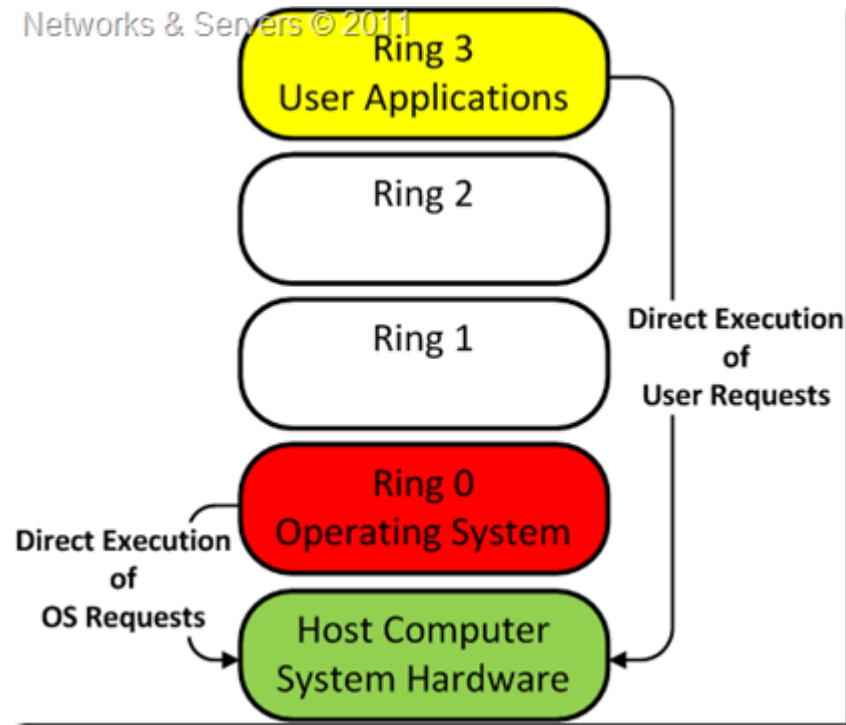 Networks & Servers © 2011
Ring 3
User Applications
Ring 2
Ring 1
Direct Execution
of
User Requests
Ring 0
Operating System
Direct Execution
of
OS Requests
Host Computer
System Hardware